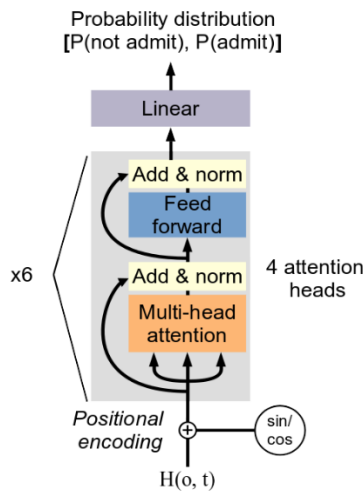 Probability distribution
[P(not admit), P(admit)]
Linear
Add & norm
Feed
forward
x6
Add & norm
4 attention
heads
Multi-head
attention
Positional
encoding
+
sin/
cos
H(o, t)